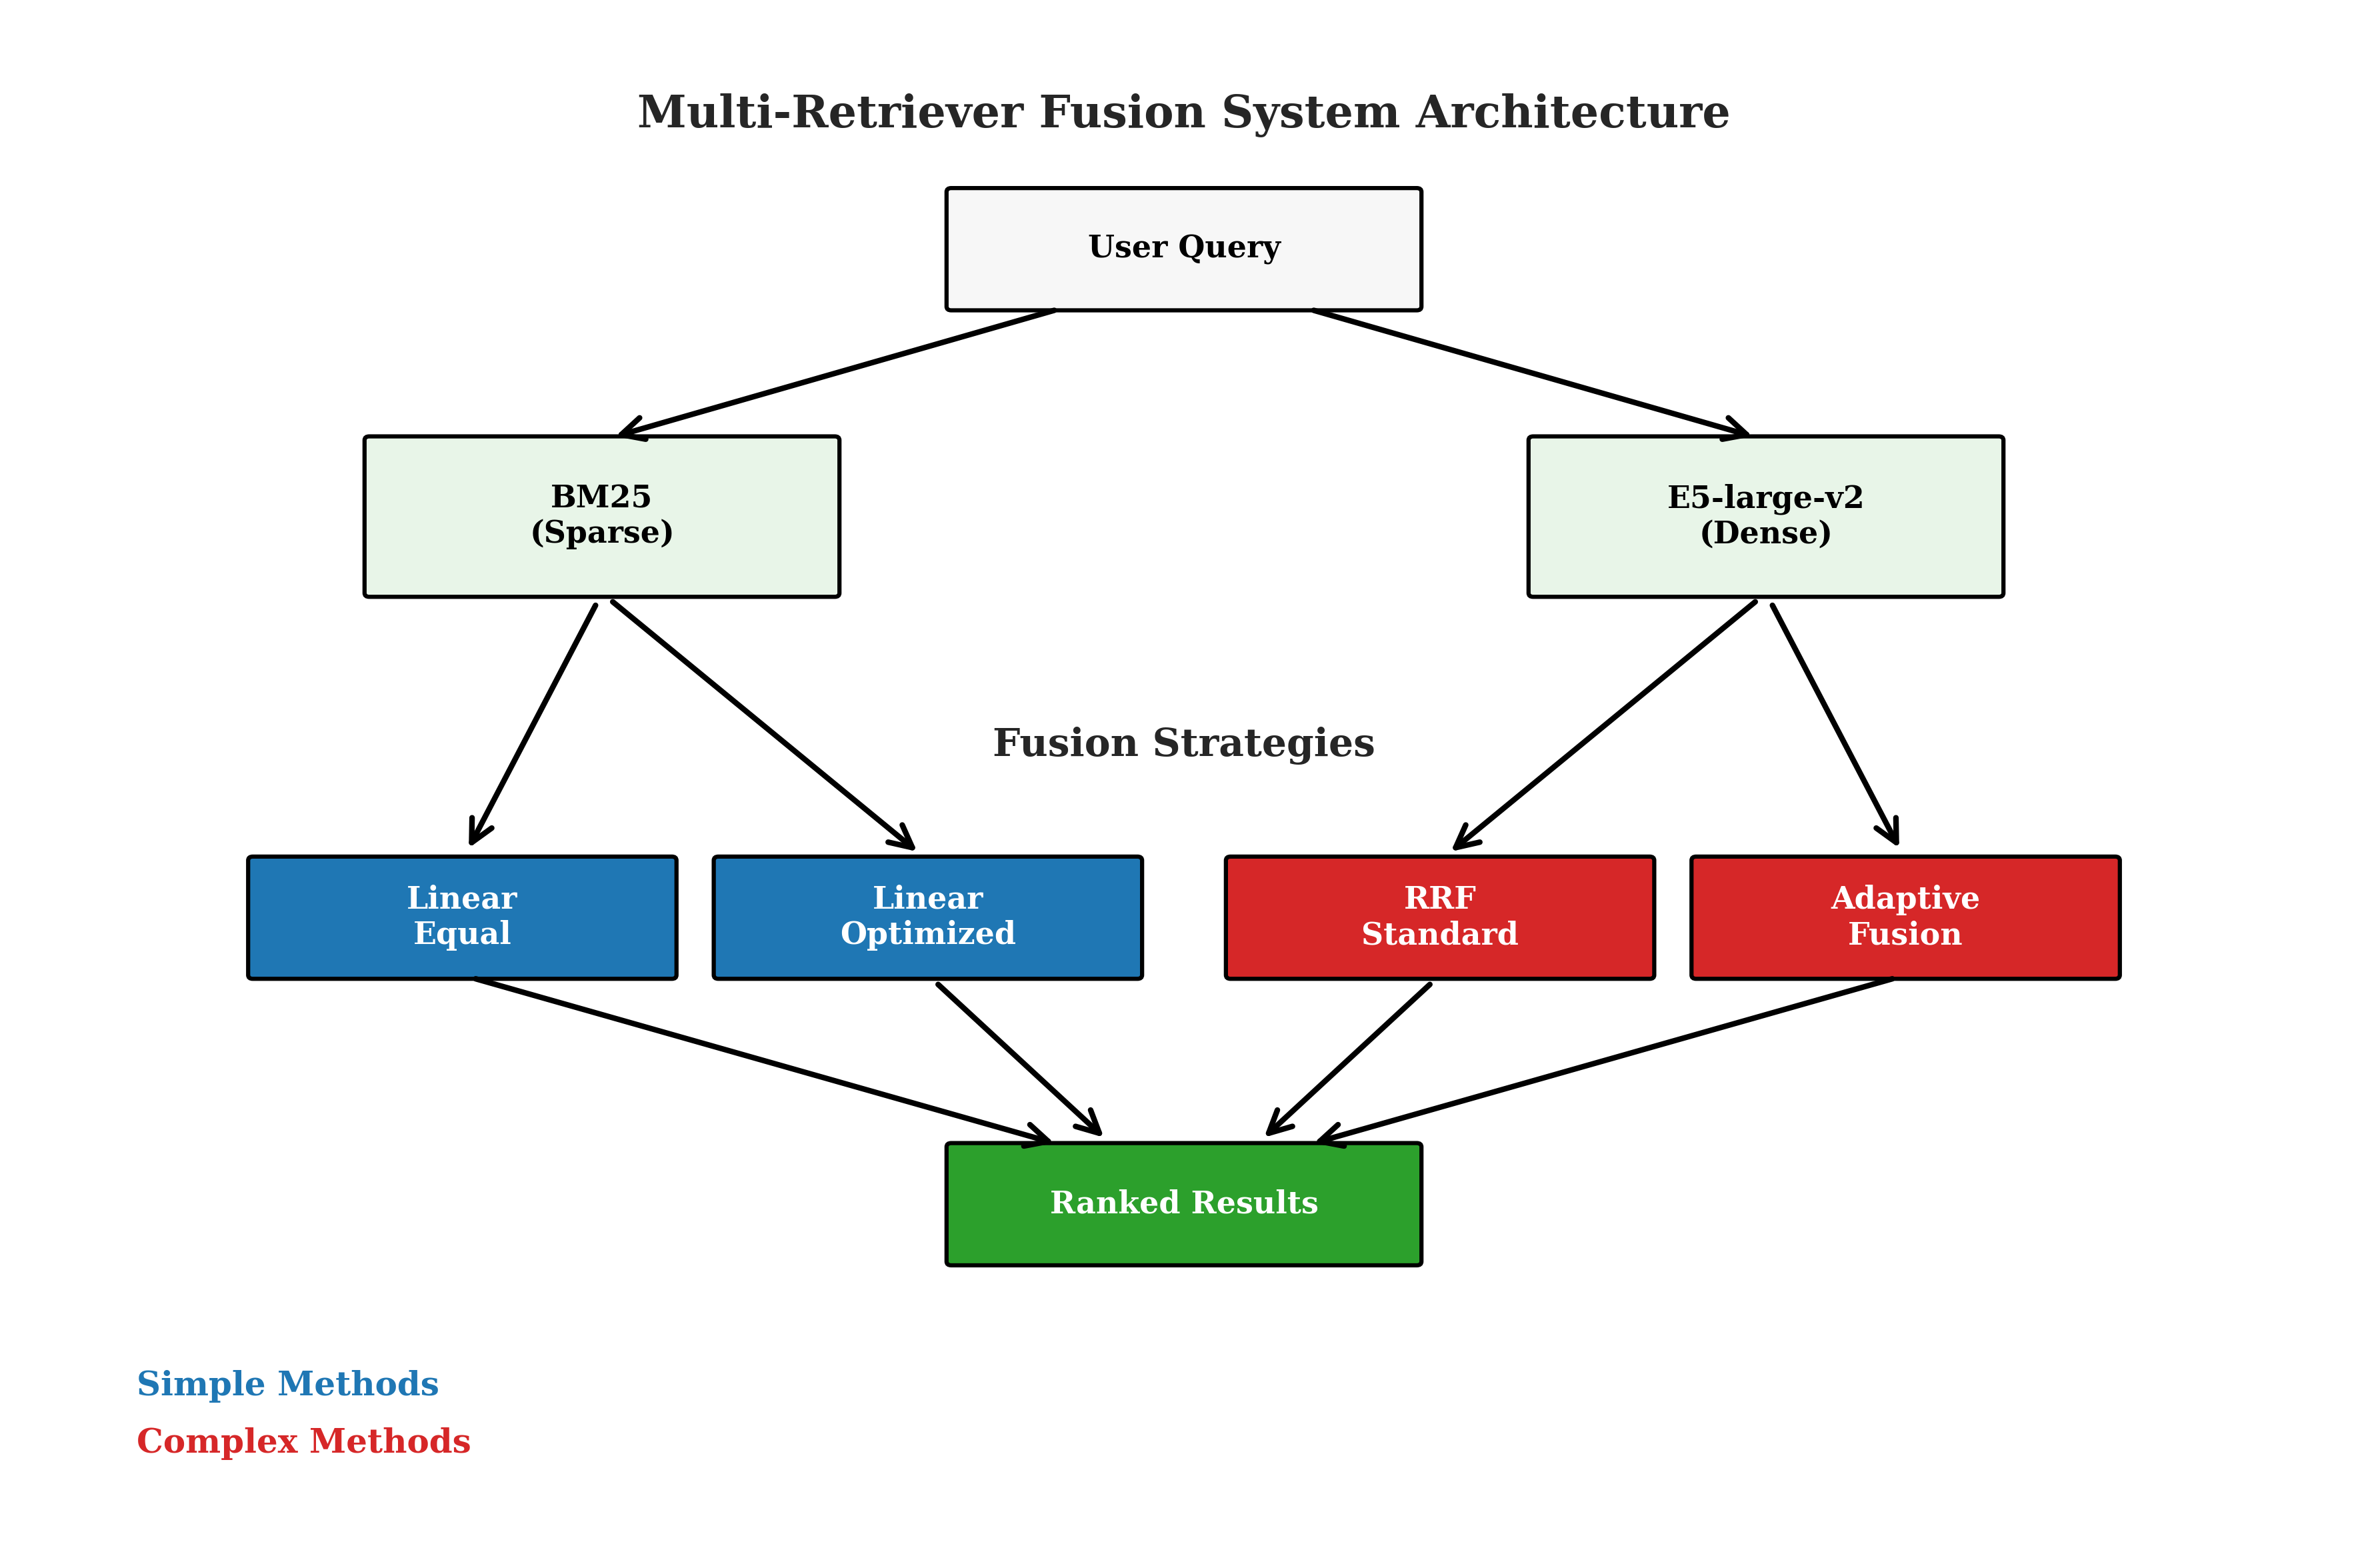 Multi-Retriever Fusion System Architecture
User Query
BM25
(Sparse)
E5-large-v2
(Dense)
Fusion Strategies
Linear
Equal
Linear
Optimized
RRF
Standard
Adaptive
Fusion
Ranked Results
Simple Methods
Complex Methods